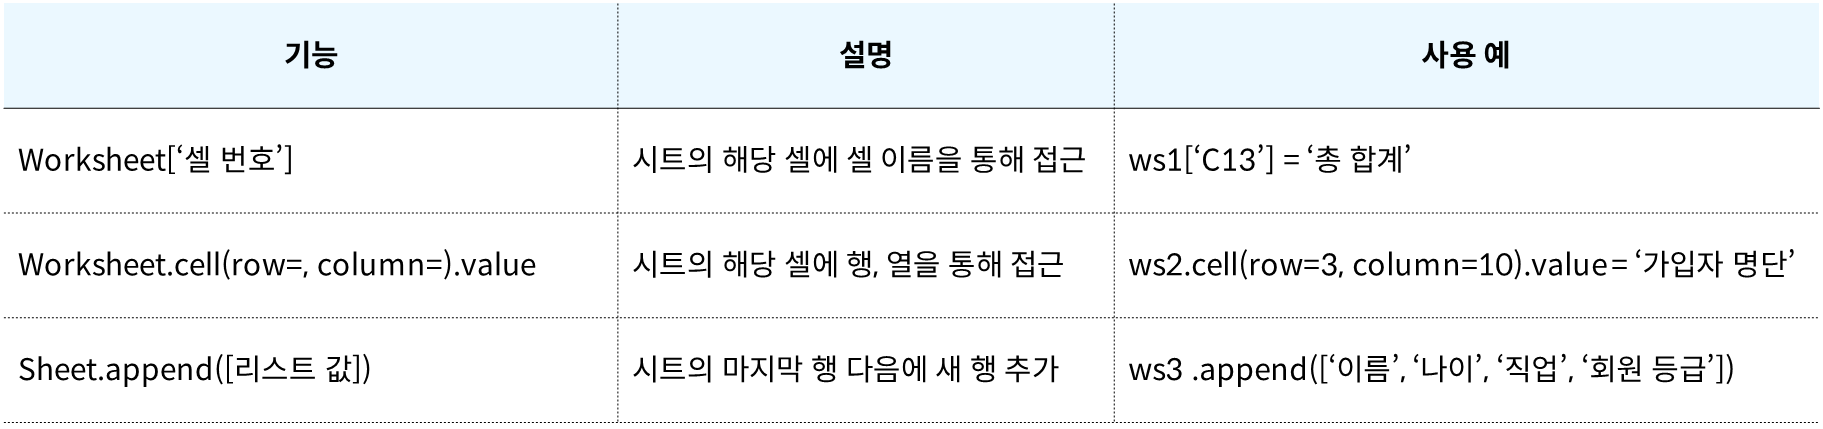 기능 설명 사용 예
Worksheet[‘셀 번호’] 시트의 해당 셀에 셀 이름을 통해 접근 ws1[‘C13’] = ‘총 합계’
Worksheet.cell(row=, column=).value 시트의 해당 셀에 행, 열을 통해 접근 ws2.cell(row=3, column=10).value = ‘가입자 명단’
Sheet.append([리스트 값]) 시트의 마지막 행 다음에 새 행 추가 ws3 .append([‘이름’, ‘나이’, ‘직업’, ‘회원 등급’])